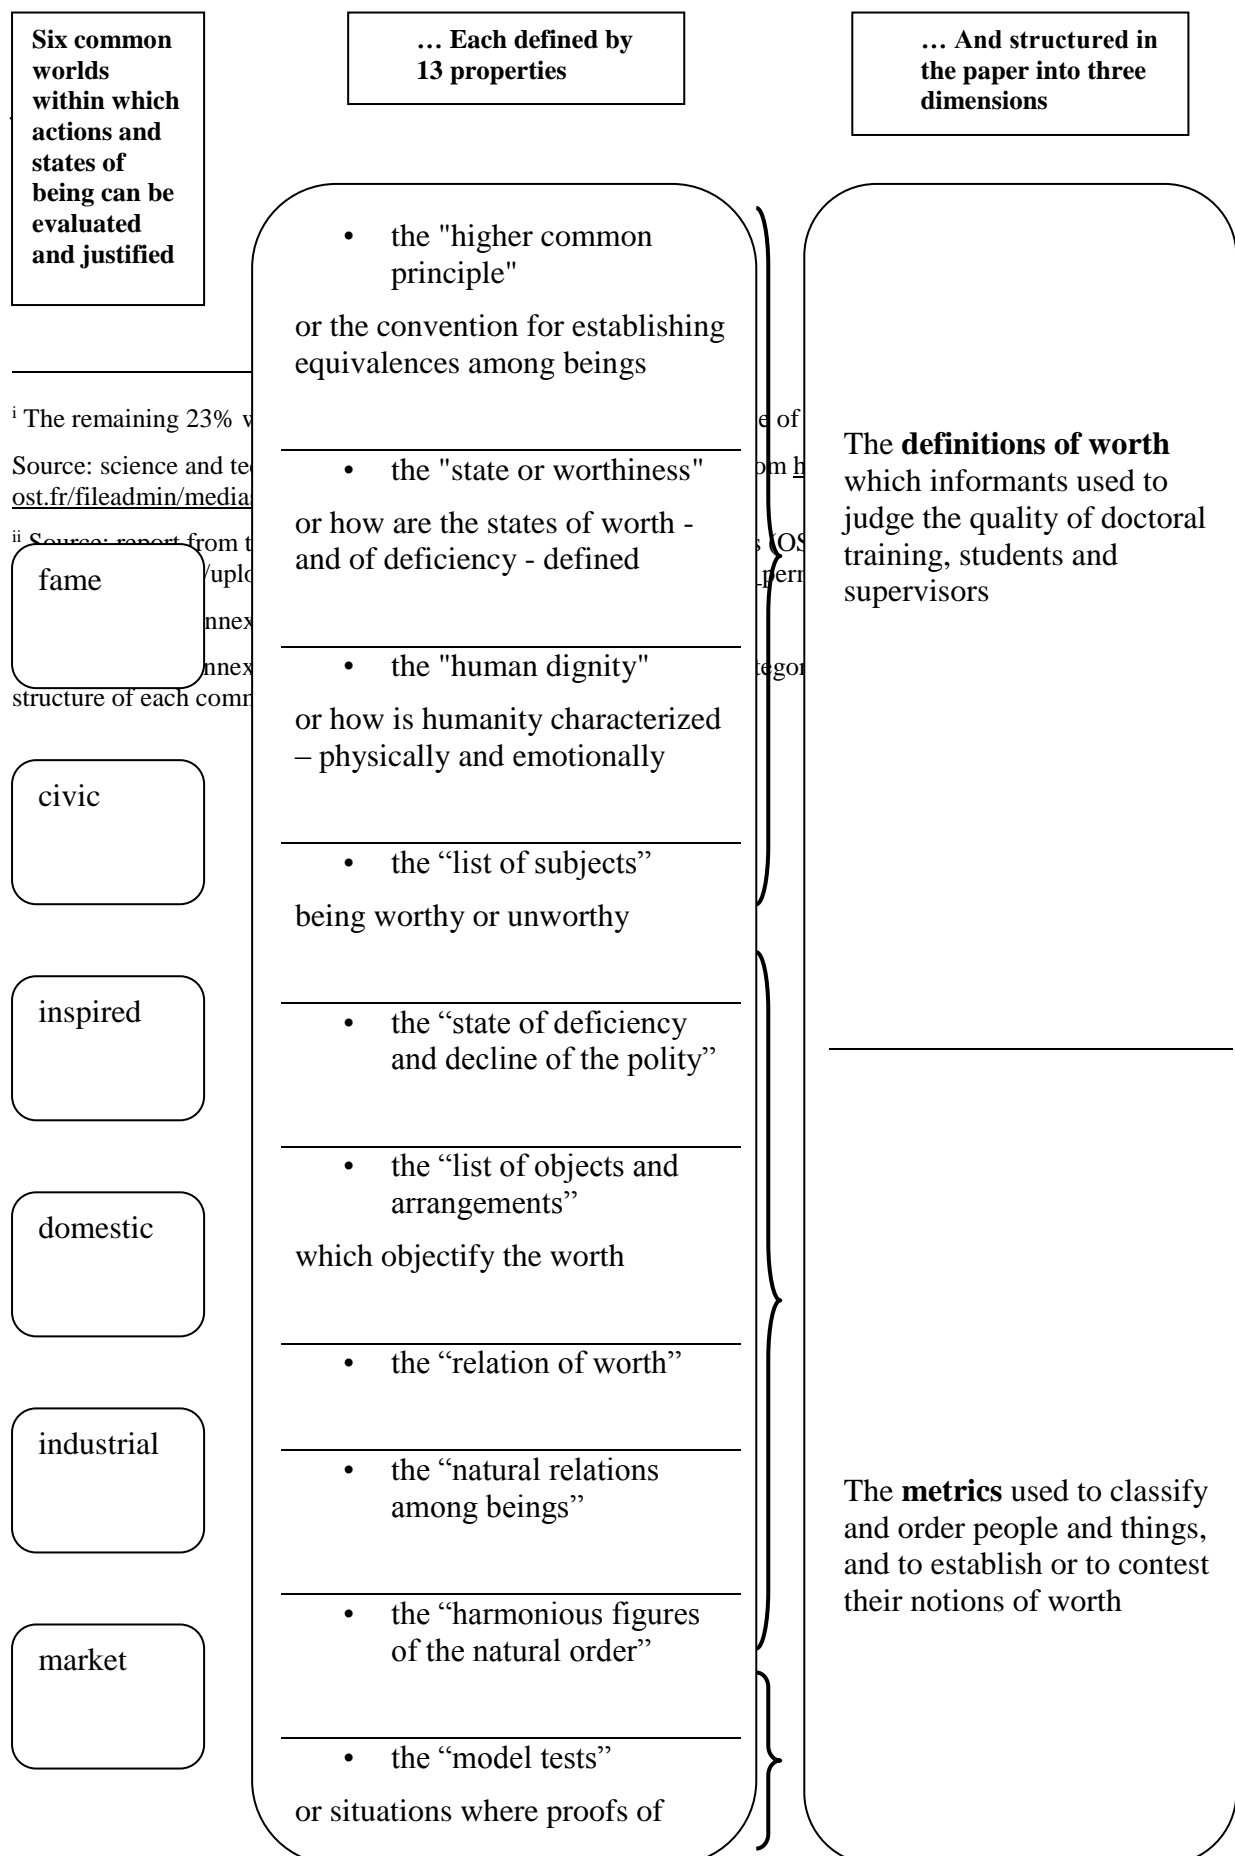 Six common
worlds
within which
actions and
states of
being can be
evaluated
and justified
… Each defined by
13 properties
… And structured in
the paper into three
dimensions
• the "higher common
principle"
or the convention for establishing
equivalences among beings
• the "state or worthiness"
or how are the states of worth -
and of deficiency - defined
• the "human dignity"
or how is humanity characterized
– physically and emotionally
• the “list of subjects”
being worthy or unworthy
• the “state of deficiency
and decline of the polity”
• the “list of objects and
arrangements”
which objectify the worth
• the “relation of worth”
• the “natural relations
among beings”
• the “harmonious figures
of the natural order”
• the “model tests”
or situations where proofs of
The definitions of worth
which informants used to
judge the quality of doctoral
training, students and
supervisors
The metrics used to classify
and order people and things,
and to establish or to contest
their notions of worth
i The remaining 23% of
Source: science and
ost.fr/fileadmin/media
ii Source: report from
structure of each
fame
civic
inspired
domestic
industrial
market